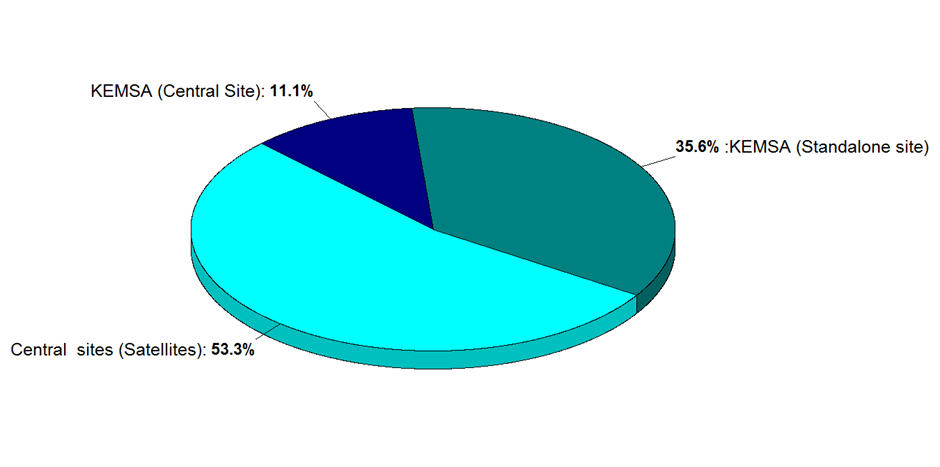 KEMSA (Central Site): 11.1%
35.6% :KEMSA (Standalone site)
Central  sites (Satellites): 53.3%